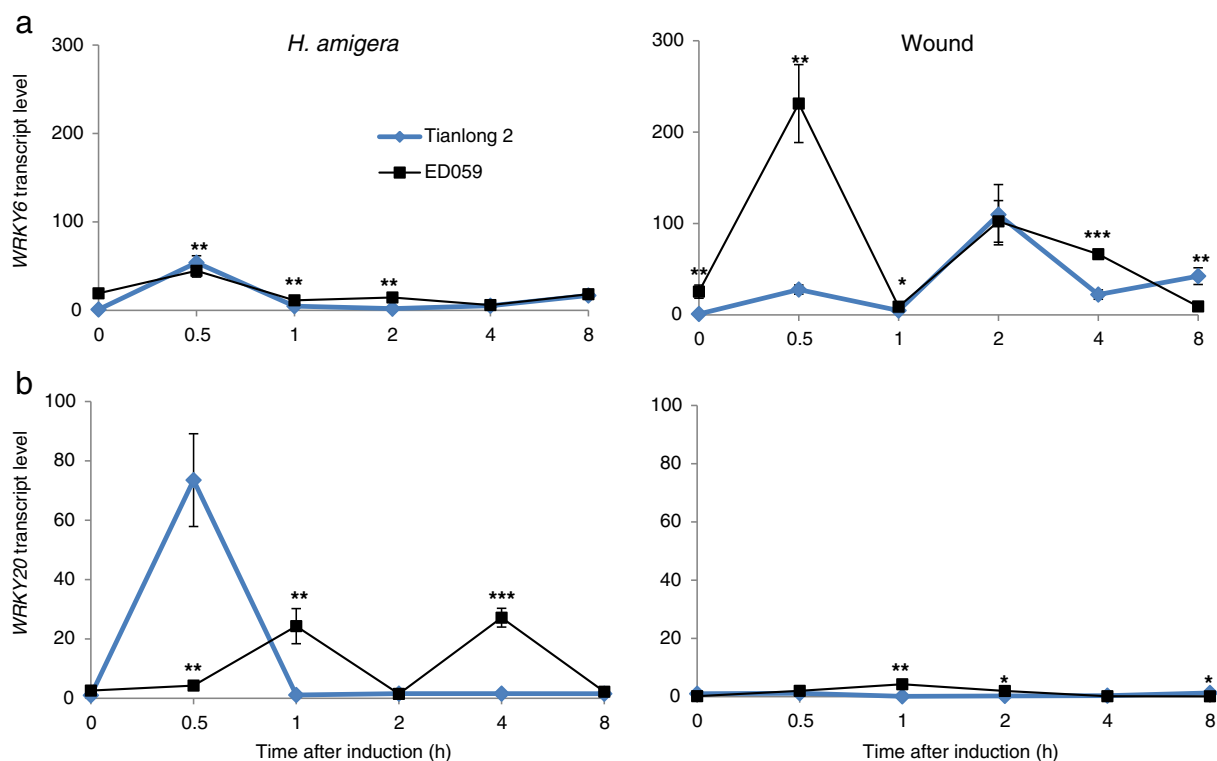 a
H. amigera
Wound
WRKY6 transcript level
300
200
100
0
**
**
**
Tianlong 2
ED059
0 0.5 1 2 4 8
300
200
100
0
**
**
*
***
**
0 0.5 1 2 4 8
b
WRKY20 transcript level
100
80
60
40
20
0
**
**
***
0 0.5 1 2 4 8
Time after induction (h)
100
80
60
40
20
0
**
*
*
0 0.5 1 2 4 8
Time after induction (h)